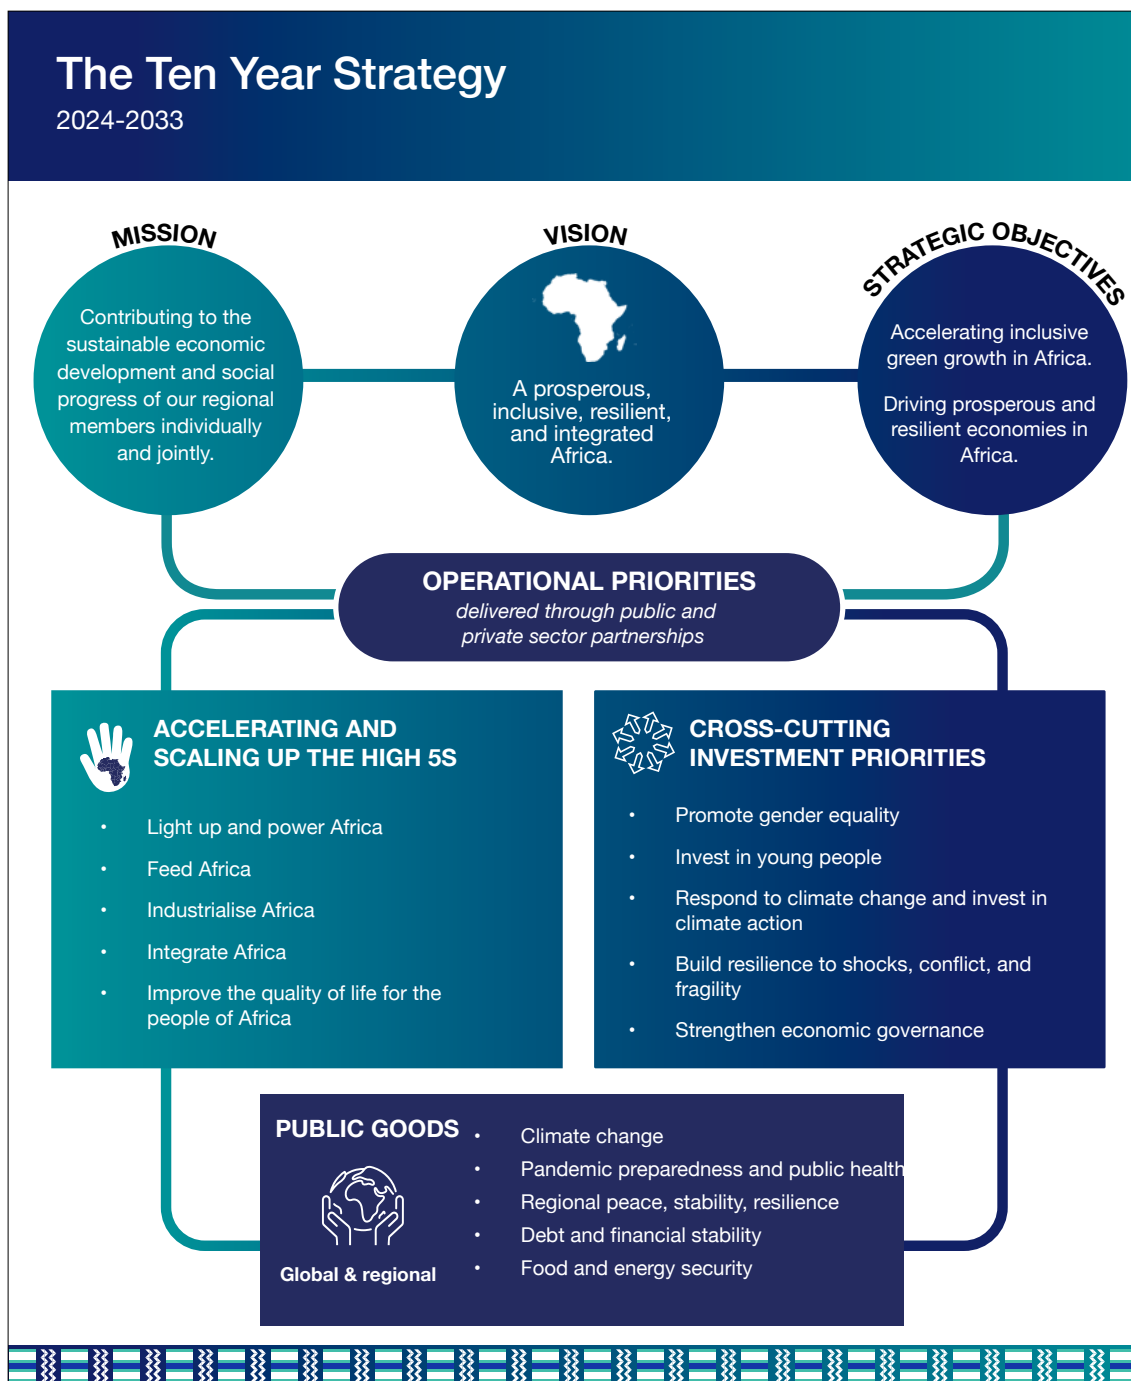 The Ten Year Strategy
2024-2033
MISSION
Contributing to the
sustainable economic
development and social
progress of our regional
members individually
and jointly.
VISION
A prosperous,
inclusive, resilient,
and integrated
Africa.
STRATEGIC OBJECTIVES
Accelerating inclusive
green growth in Africa.
Driving prosperous and
resilient economies in
Africa.
OPERATIONAL PRIORITIES
delivered through public and
private sector partnerships
ACCELERATING AND
SCALING UP THE HIGH 5S
• Light up and power Africa
• Feed Africa
• Industrialise Africa
• Integrate Africa
• Improve the quality of life for the
people of Africa
CROSS-CUTTING
INVESTMENT PRIORITIES
• Promote gender equality
• Invest in young people
• Respond to climate change and invest in
climate action
• Build resilience to shocks, conflict, and
fragility
• Strengthen economic governance
PUBLIC GOODS
Global & regional
• Climate change
• Pandemic preparedness and public health
• Regional peace, stability, resilience
• Debt and financial stability
• Food and energy security